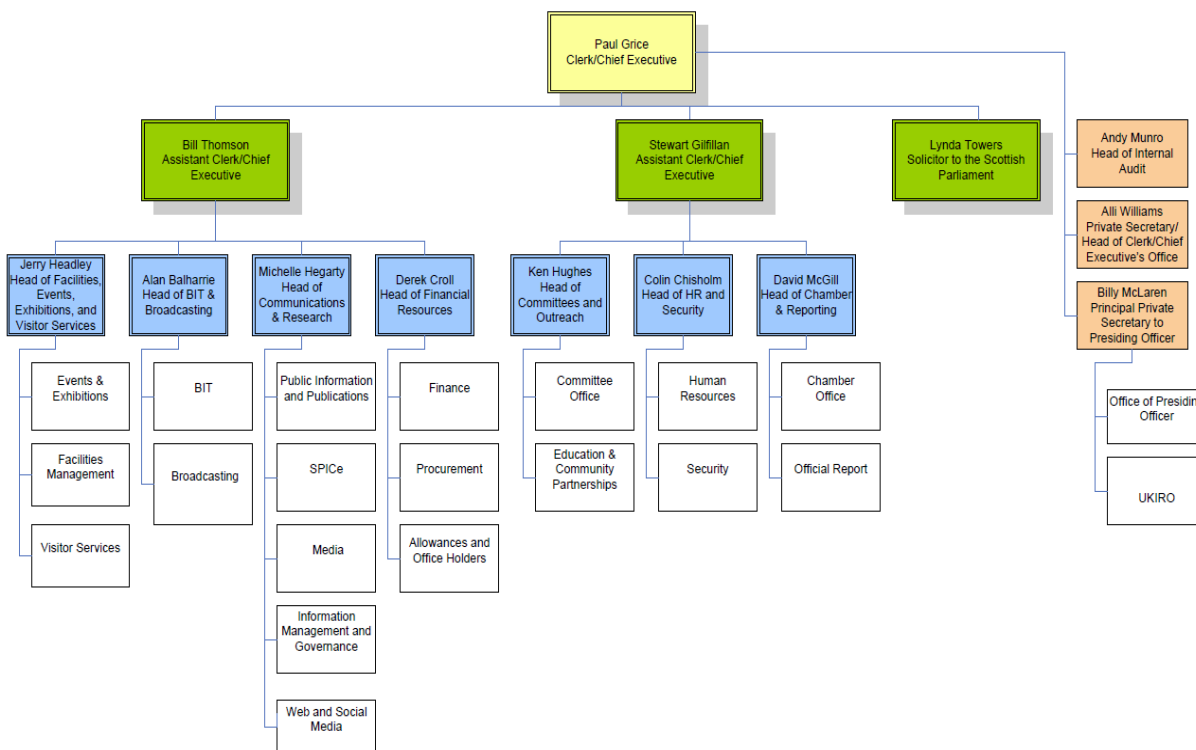 Paul Grice
Clerk/Chief Executive
Bill Thomson
Assistant Clerk/Chief
Executive
Stewart Gilfillan
Assistant Clerk/Chief
Executive
Lynda Towers
Solicitor to the Scottish
Parliament
Andy Munro
Head of Internal
Audit
Alli Williams
Private Secretary/
Head of Clerk/Chief
Executive's Office
Billy McLaren
Principal Private
Secretary to
Presiding Officer
Jerry Headley
Head of Facilities,
Events,
Exhibitions, and
Visitor Services
Alan Balharrie
Head of BIT &
Broadcasting
Michelle Hegarty
Head of
Communications
& Research
Derek Croll
Head of Financial
Resources
Ken Hughes
Head of
Committees and
Outreach
Colin Chisholm
Head of HR and
Security
David McGill
Head of Chamber
& Reporting
Events &
Exhibitions
Facilities
Management
Visitor Services
BIT
Broadcasting
Public Information
and Publications
SPICe
Media
Information
Management and
Governance
Web and Social
Media
Finance
Procurement
Allowances and
Office Holders
Committee
Office
Education &
Community
Partnerships
Human
Resources
Security
Chamber
Office
Official Report
Office of Presidin
Officer
UKIRO